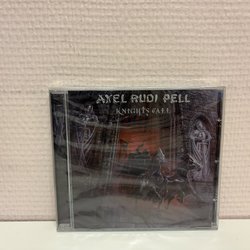 AXEL RUDI PELL
KNIGHTS CALL